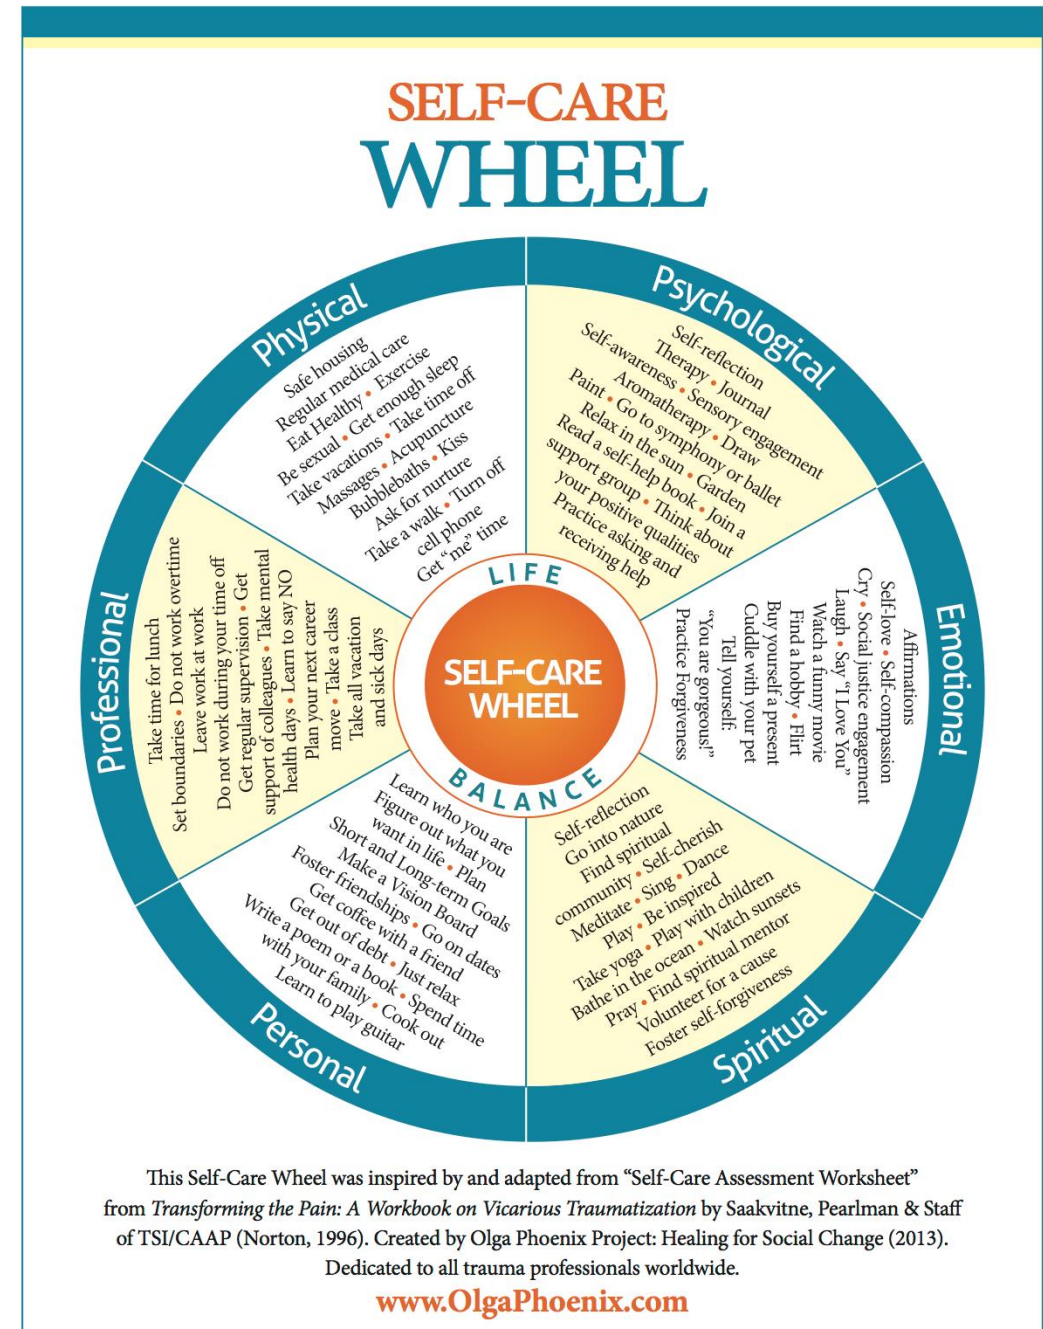 SELF-CARE
WHEEL
Physical
Safe housing
Regular medical care
Eat Healthy • Exercise
Be sexual • Get enough sleep
Take vacations • Take time off
Massages • Acupuncture
Bubblebaths • Kiss
Ask for nurture
Take a walk • Turn off
cell phone
Get “me” time
Psychological
Self-reflection
Therapy • Journal
Self-awareness • Sensory engagement
Aromatherapy • Draw
Paint • Go to symphony or ballet
Relax in the sun • Garden
Read a self-help book • Join a
support group • Think about
your positive qualities
Practice asking and
receiving help
Emotional
Affirmations
Self-love • Self-compassion
Cry • Social justice engagement
Laugh • Say “I Love You”
Watch a funny movie
Find a hobby • Flirt
Buy yourself a present
Cuddle with your pet
Tell yourself:
“You are gorgeous!”
Practice Forgiveness
Spiritual
Self-reflection
Go into nature
Find spiritual
community • Self-cherish
Meditate • Sing • Dance
Play • Be inspired
Take yoga • Play with children
Bathe in the ocean • Watch sunsets
Pray • Find spiritual mentor
Volunteer for a cause
Foster self-forgiveness
Personal
Learn who you are
Figure out what you
want in life • Plan
Short and Long-term Goals
Make a Vision Board
Foster friendships • Go on dates
Get coffee with a friend
Get out of debt • Just relax
Write a poem or a book • Spend time
with your family • Cook out
Learn to play guitar
Professional
Take time for lunch
Set boundaries • Do not work overtime
Leave work at work
Do not work during your time off
Get regular supervision • Get
support of colleagues • Take mental
health days • Learn to say NO
Plan your next career
move • Take a class
Take all vacation
and sick days
LIFE
SELF-CARE
WHEEL
BALANCE
This Self-Care Wheel was inspired by and adapted from “Self-Care Assessment Worksheet”
from Transforming the Pain: A Workbook on Vicarious Traumatization by Saakvitne, Pearlman & Staff
of TSI/CAAP (Norton, 1996). Created by Olga Phoenix Project: Healing for Social Change (2013).
Dedicated to all trauma professionals worldwide.
www.OlgaPhoenix.com